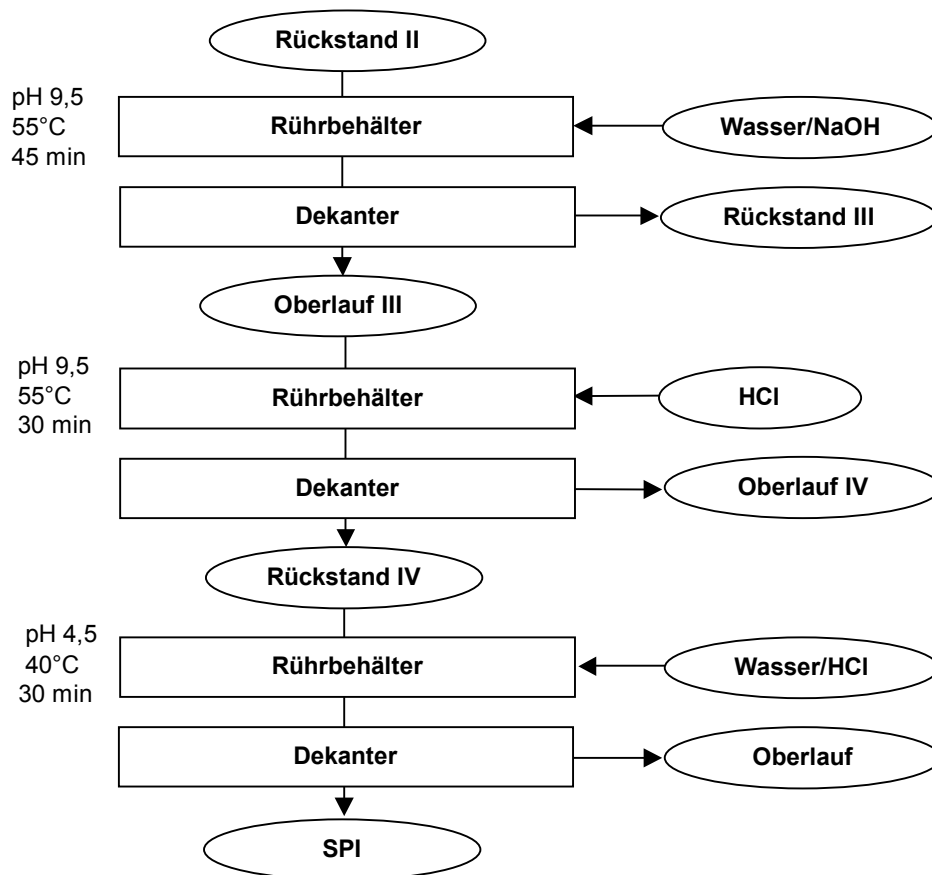 Rückstand II
pH 9,5
55°C
45 min
Rührbehälter
Wasser/NaOH
Dekanter
Rückstand III
Oberlauf III
pH 9,5
55°C
30 min
Rührbehälter
HCl
Dekanter
Oberlauf IV
Rückstand IV
pH 4,5
40°C
30 min
Rührbehälter
Wasser/HCl
Dekanter
Oberlauf
SPI